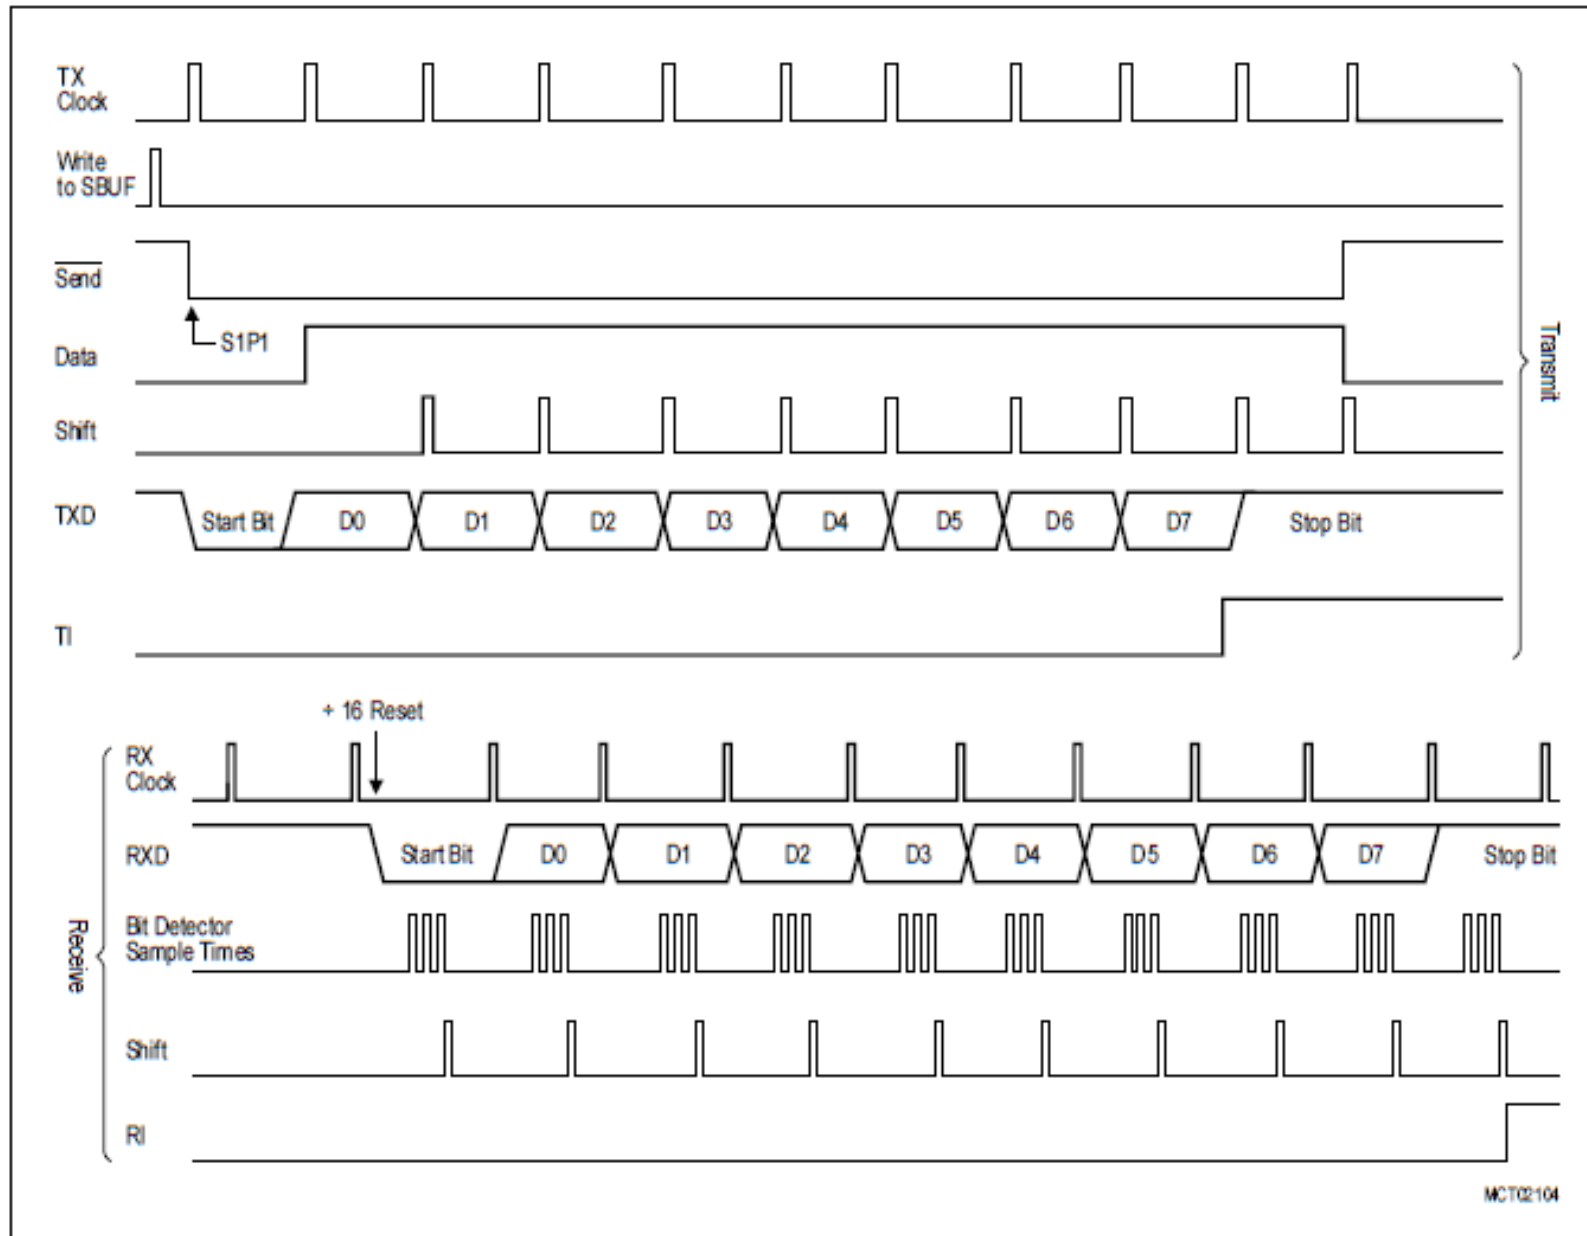 TX
Clock
Write
to SBUF
Send
S1P1
Data
Shift
TXD
Start Bit D0 D1 D2 D3 D4 D5 D6 D7 Stop Bit
TI
Transmit
÷ 16 Reset
RX
Clock
RXD
Start Bit D0 D1 D2 D3 D4 D5 D6 D7 Stop Bit
Bit Detector
Sample Times
Shift
RI
Receive
MCT02104